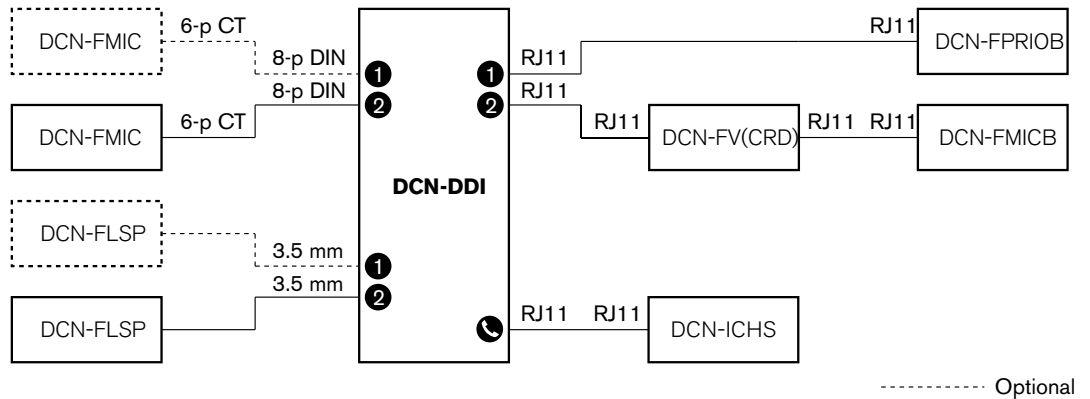 DCN-FMIC
6-p CT
8-p DIN
1
8-p DIN
2
DCN-FMIC
6-p CT
DCN-FLSP
3.5 mm
1
3.5 mm
2
DCN-FLSP
DCN-DDI
1
RJ11
RJ11
DCN-FPRIOB
2
RJ11
RJ11
DCN-FV(CRD)
RJ11
RJ11
DCN-FMICB
RJ11
RJ11
DCN-ICHS
Optional